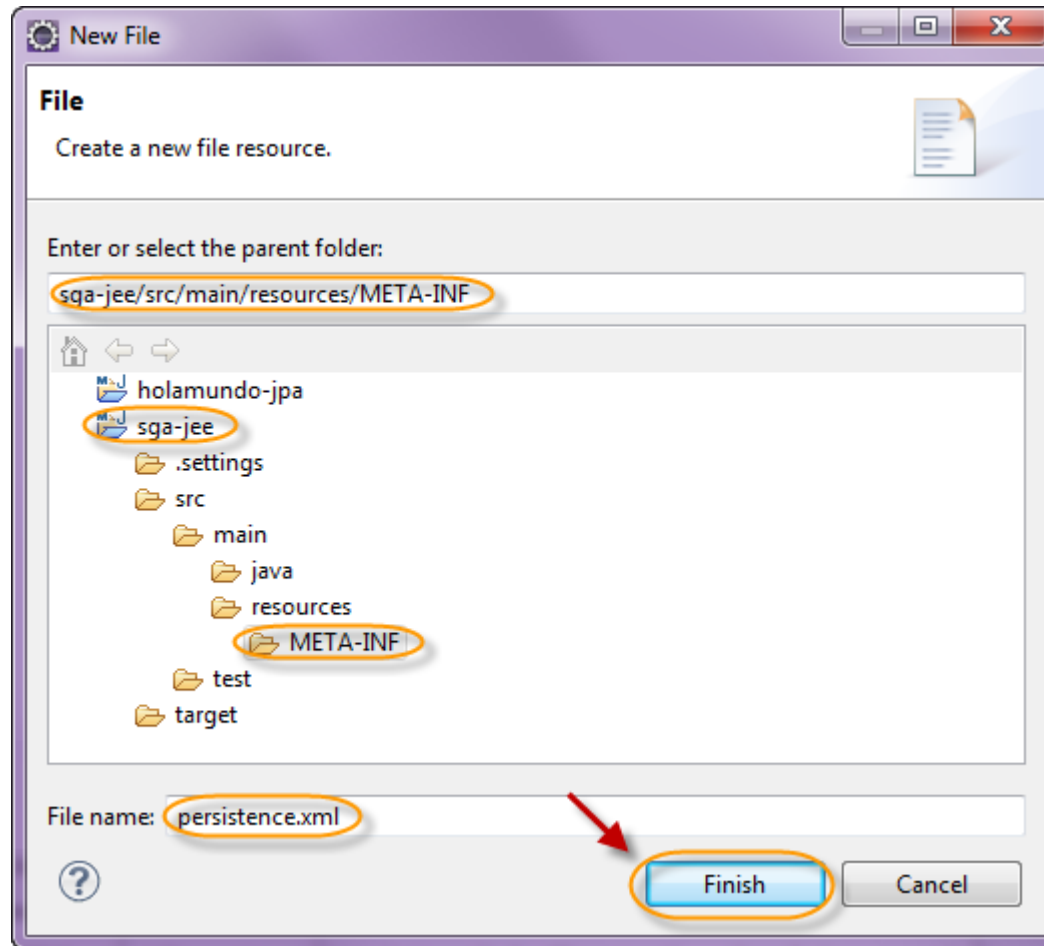 New File
File
Create a new file resource.
Enter or select the parent folder:
sga-jee/src/main/resources/META-INF
holamundo-jpa
sga-jee
.settings
src
main
java
resources
META-INF
test
target
File name: persistence.xml
Finish Cancel